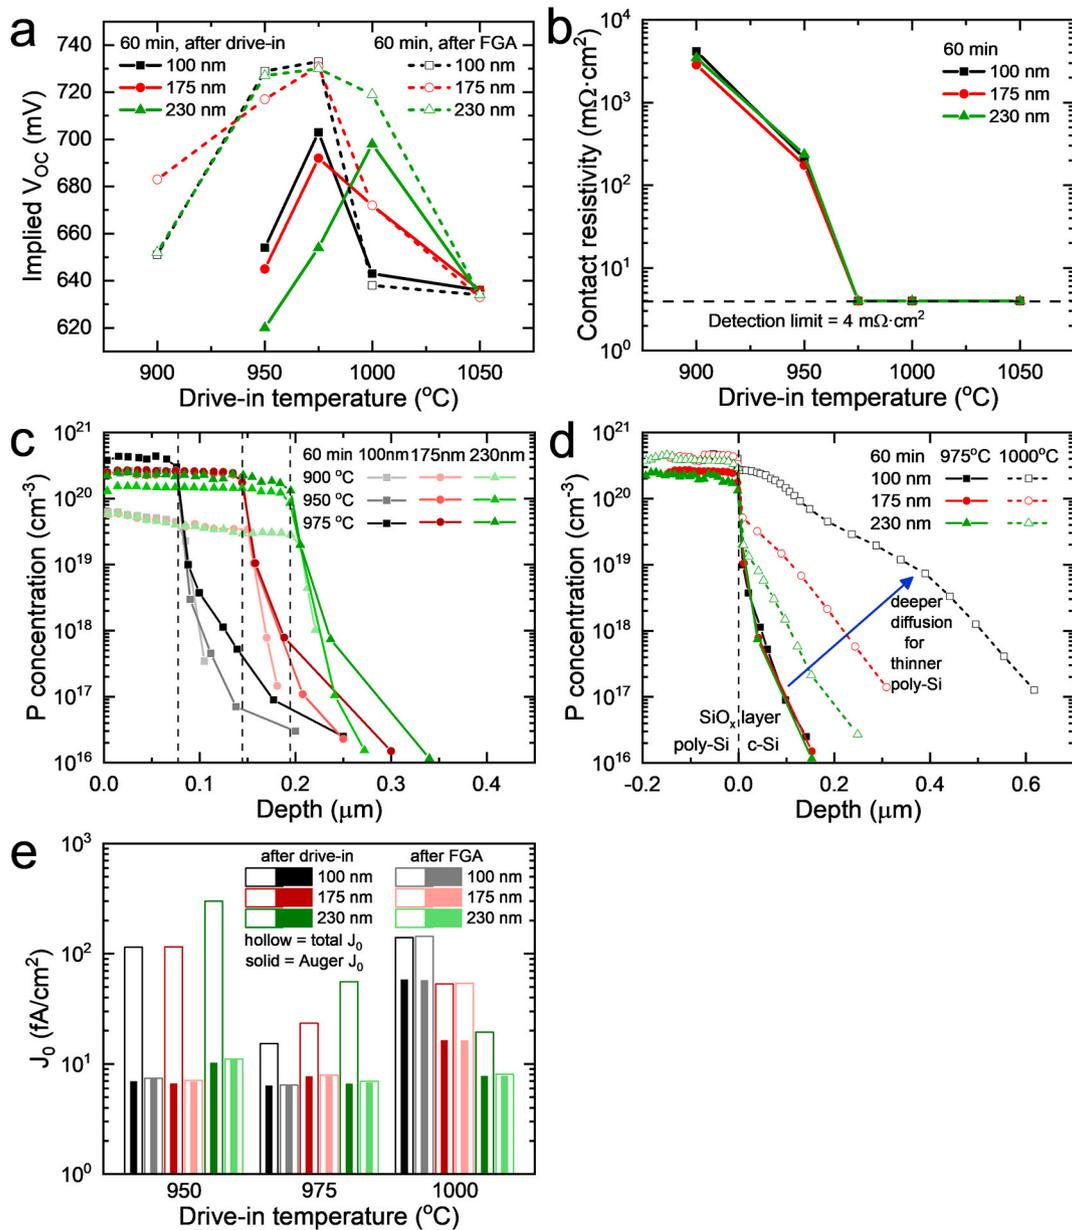 a
740
720
700
680
660
640
620
Implied V_OC (mV)
60 min, after drive-in
100 nm
175 nm
230 nm
60 min, after FGA
100 nm
175 nm
230 nm
900 950 1000 1050
Drive-in temperature (°C)
b
10⁴
10³
10²
10¹
10⁰
Contact resistivity (mΩ·cm²)
60 min
100 nm
175 nm
230 nm
Detection limit = 4 mΩ·cm²
900 950 1000 1050
Drive-in temperature (°C)
c
10²¹
10²⁰
10¹⁹
10¹⁸
10¹⁷
10¹⁶
P concentration (cm⁻³)
60 min 100nm 175nm 230nm
900 °C
950 °C
975 °C
0.0 0.1 0.2 0.3 0.4
Depth (μm)
d
10²¹
10²⁰
10¹⁹
10¹⁸
10¹⁷
10¹⁶
P concentration (cm⁻³)
60 min 975°C 1000°C
100 nm
175 nm
230 nm
deeper
diffusion
for
thinner
poly-Si
SiOₓ layer
poly-Si c-Si
-0.2 0.0 0.2 0.4 0.6
Depth (μm)
e
10³
10²
10¹
10⁰
J₀ (fA/cm²)
after drive-in after FGA
100 nm 100 nm
175 nm 175 nm
230 nm 230 nm
hollow = total J₀
solid = Auger J₀
950 975 1000
Drive-in temperature (°C)